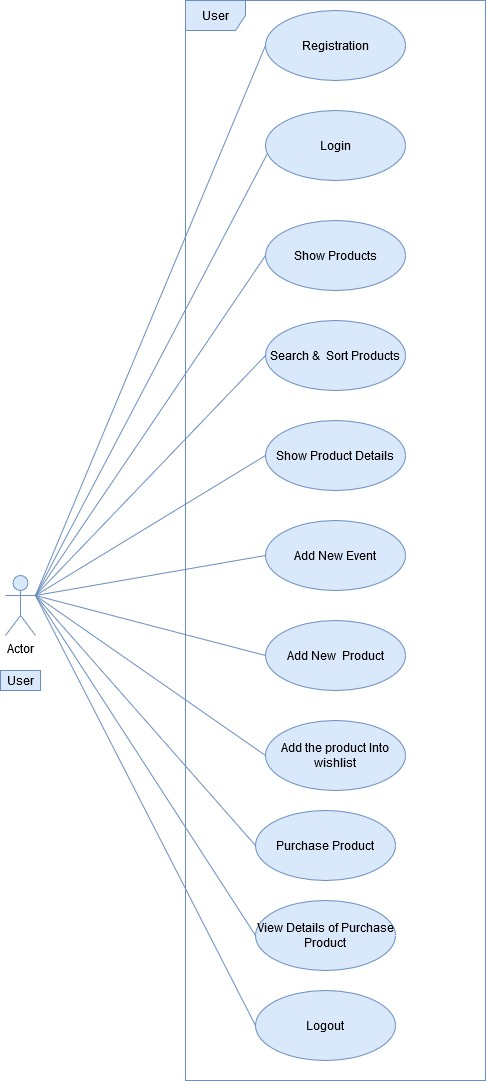 User
Registration
Login
Show Products
Search & Sort Products
Show Product Details
Add New Event
Actor
User
Add New Product
Add the product Into
wishlist
Purchase Product
View Details of Purchase
Product
Logout